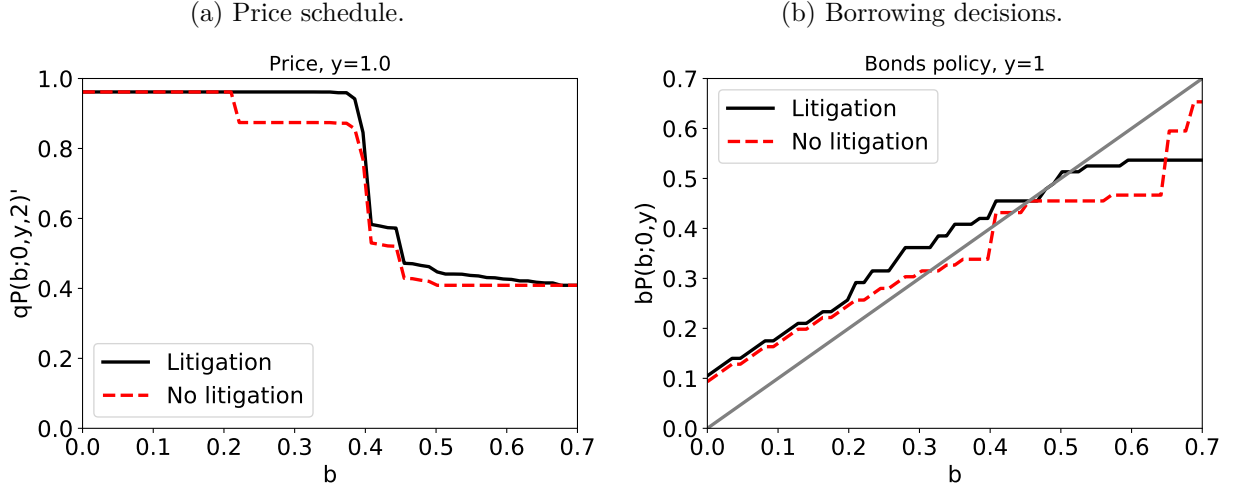 (a) Price schedule.
Price, y=1.0
qP(b;0,y,2)'
1.0
0.8
0.6
0.4
0.2
0.0
Litigation
No litigation
0.0 0.1 0.2 0.3 0.4 0.5 0.6 0.7
b
(b) Borrowing decisions.
Bonds policy, y=1
bP(b;0,y)
0.7
0.6
0.5
0.4
0.3
0.2
0.1
0.0
Litigation
No litigation
0.0 0.1 0.2 0.3 0.4 0.5 0.6 0.7
b